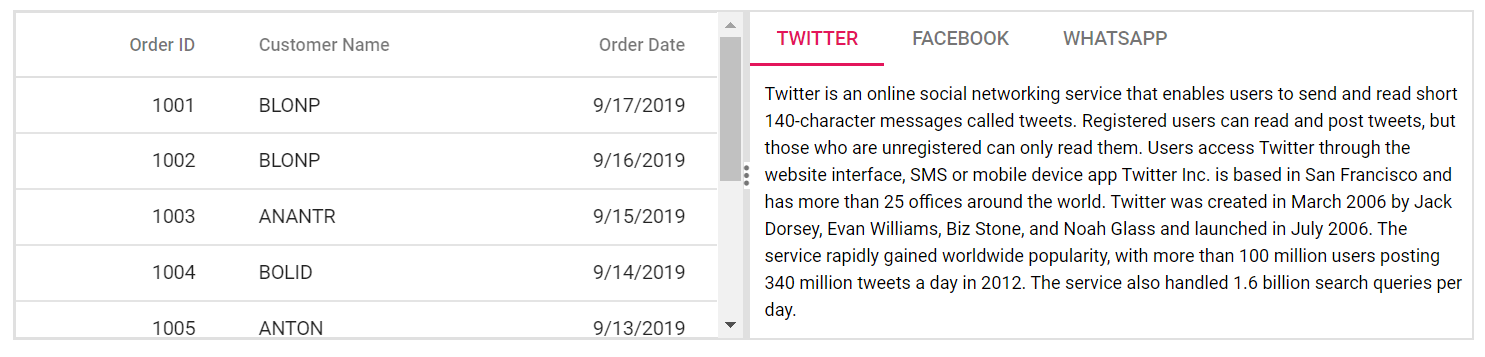 Order ID Customer Name Order Date
1001 BLONP 9/17/2019
1002 BLONP 9/16/2019
1003 ANANTR 9/15/2019
1004 BOLID 9/14/2019
1005 ANTON 9/13/2019
TWITTER FACEBOOK WHATSAPP
Twitter is an online social networking service that enables users to send and read short
140-character messages called tweets. Registered users can read and post tweets, but
those who are unregistered can only read them. Users access Twitter through the
website interface, SMS or mobile device app Twitter Inc. is based in San Francisco and
has more than 25 offices around the world. Twitter was created in March 2006 by Jack
Dorsey, Evan Williams, Biz Stone, and Noah Glass and launched in July 2006. The
service rapidly gained worldwide popularity, with more than 100 million users posting
340 million tweets a day in 2012. The service also handled 1.6 billion search queries per
day.